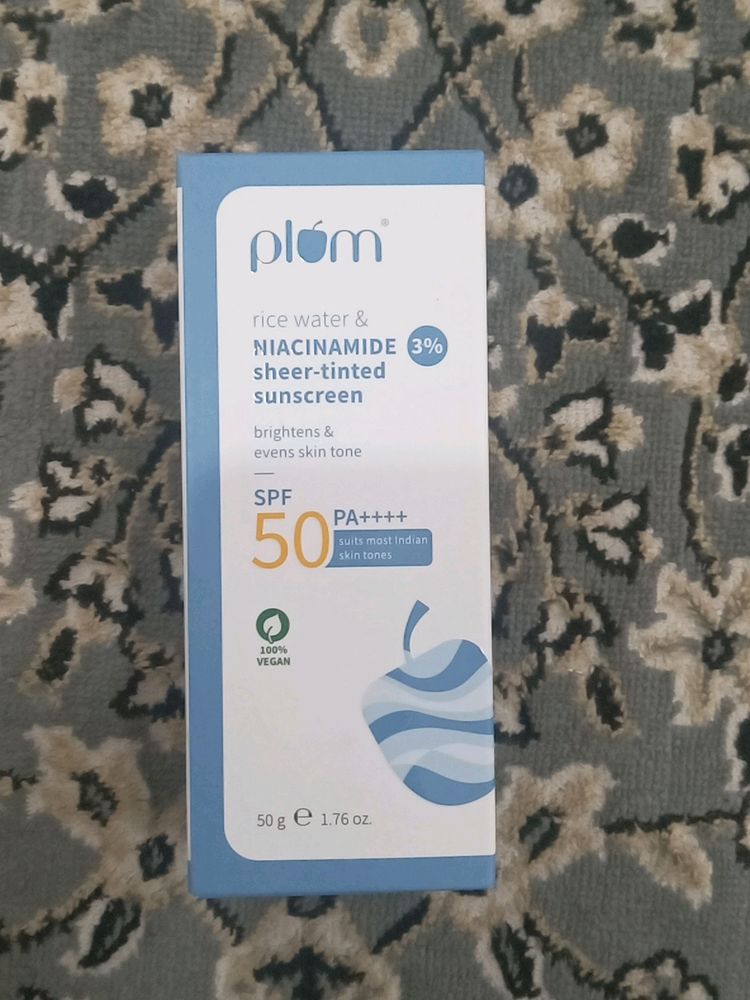 plum®
rice water &
NIACINAMIDE 3%
sheer-tinted
sunscreen
brightens &
evens skin tone
SPF
50 PA++++
suits most Indian
skin tones
100%
VEGAN
50 g ℮ 1.76 oz.